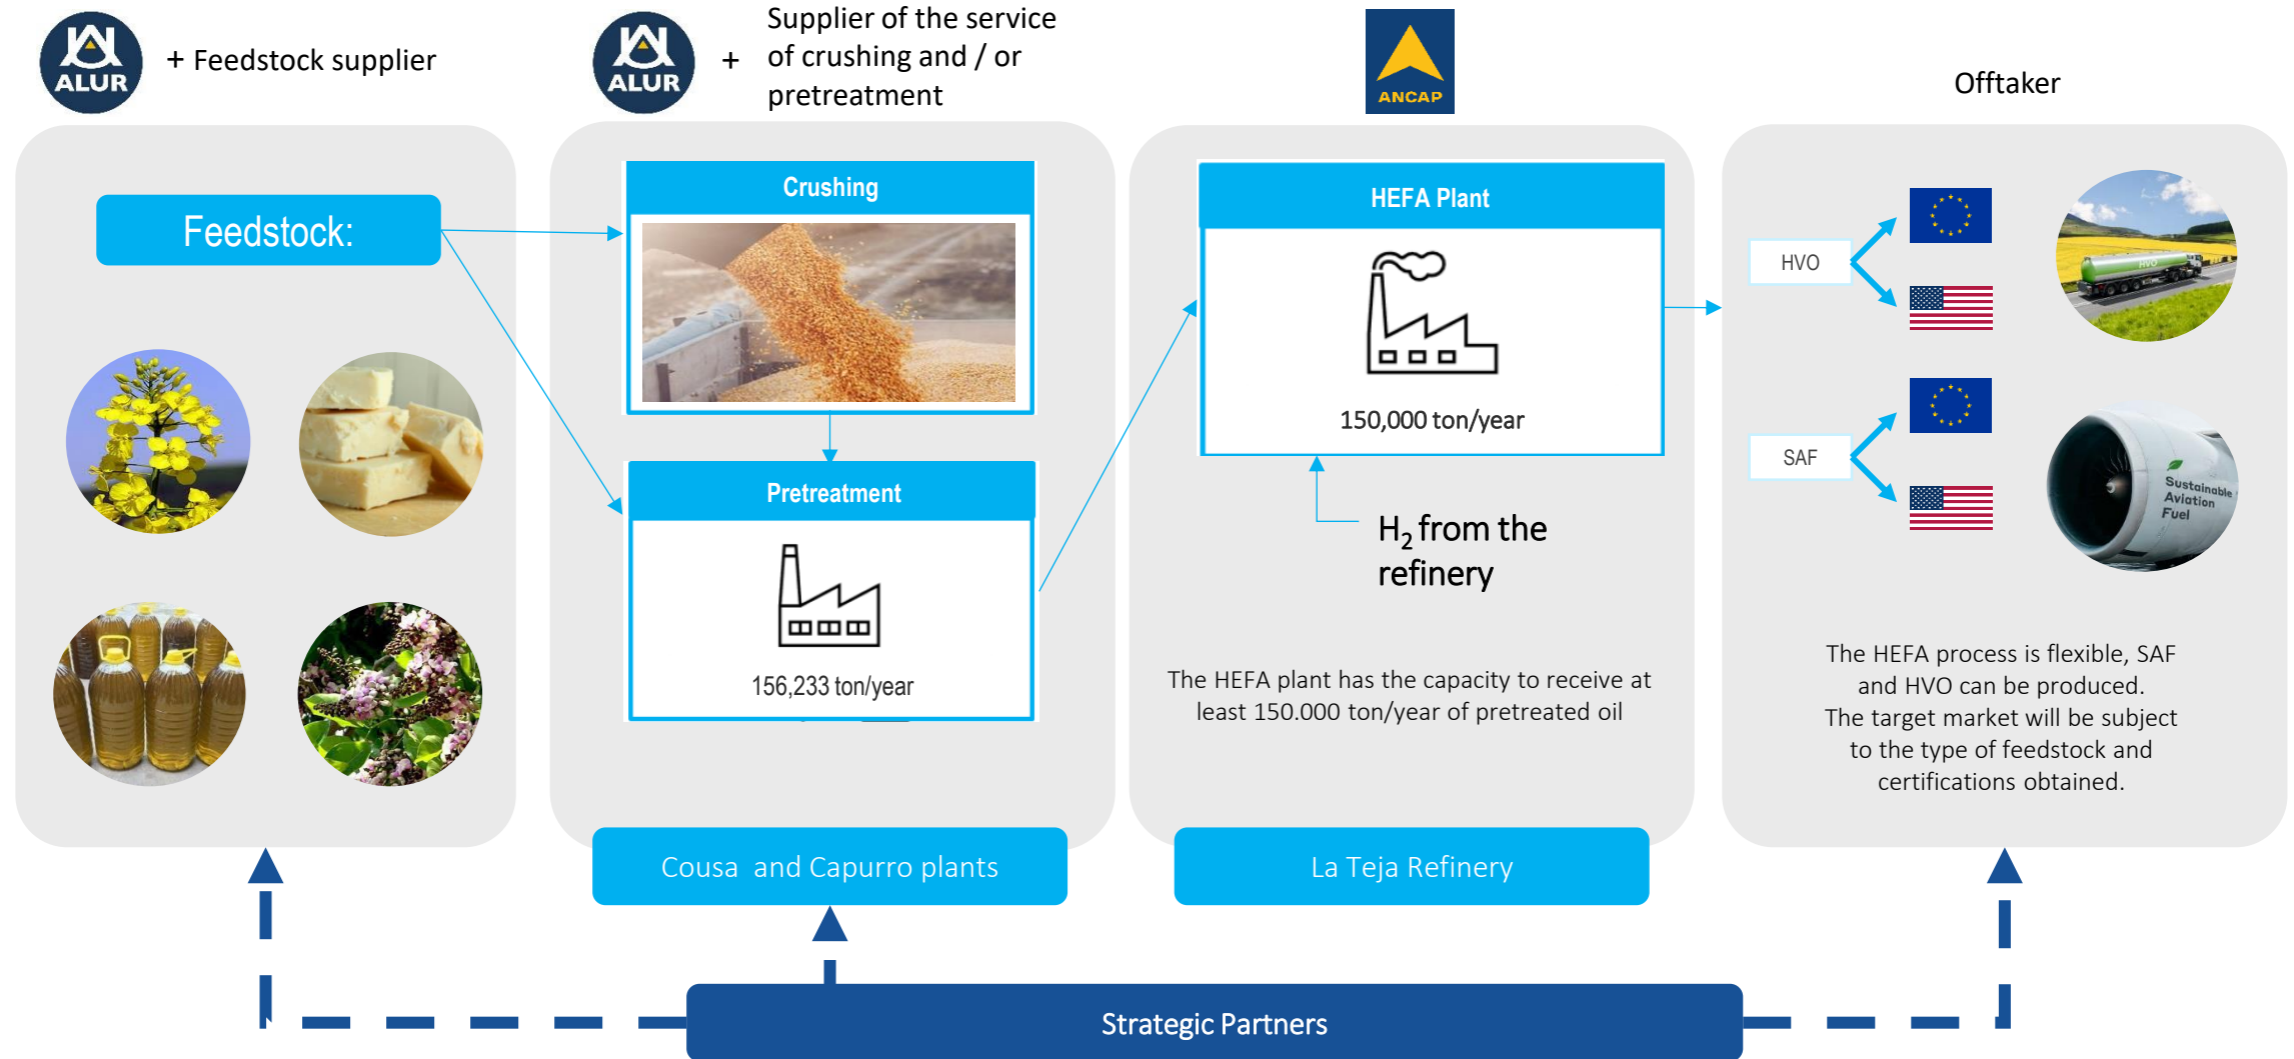 ALUR
+ Feedstock supplier
ALUR
+
Supplier of the service
of crushing and / or
pretreatment
ANCAP
Offtaker
Feedstock:
Crushing
Pretreatment
156,233 ton/year
Cousa and Capurro plants
HEFA Plant
150,000 ton/year
H₂ from the
refinery
The HEFA plant has the capacity to receive at
least 150.000 ton/year of pretreated oil
La Teja Refinery
HVO
HVO
SAF
Sustainable
Aviation
Fuel
The HEFA process is flexible, SAF
and HVO can be produced.
The target market will be subject
to the type of feedstock and
certifications obtained.
Strategic Partners